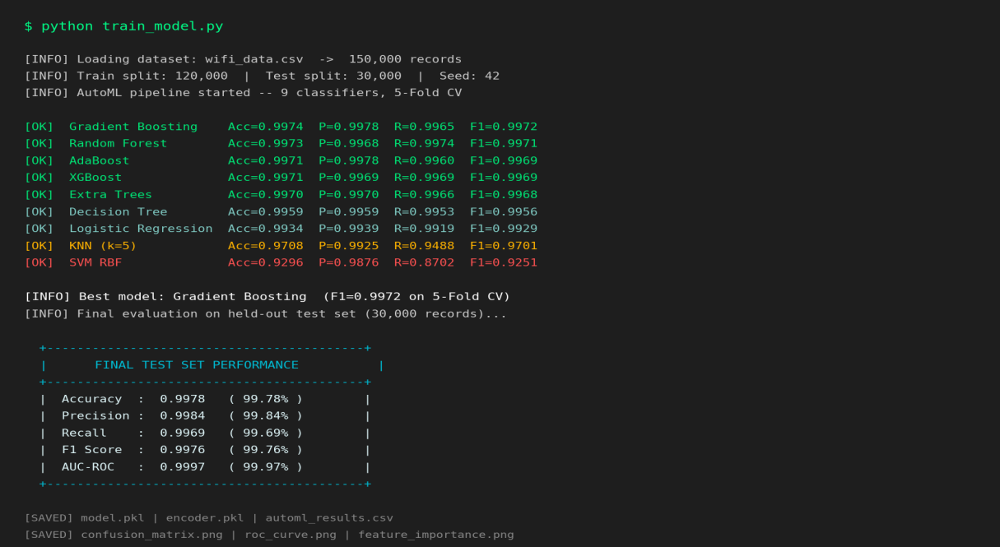 $ python train_model.py
[INFO] Loading dataset: wifi_data.csv  ->  150,000 records
[INFO] Train split: 120,000  |  Test split: 30,000  |  Seed: 42
[INFO] AutoML pipeline started -- 9 classifiers, 5-Fold CV
[OK]  Gradient Boosting    Acc=0.9974  P=0.9978  R=0.9965  F1=0.9972
[OK]  Random Forest        Acc=0.9973  P=0.9968  R=0.9974  F1=0.9971
[OK]  AdaBoost             Acc=0.9971  P=0.9978  R=0.9960  F1=0.9969
[OK]  XGBoost              Acc=0.9971  P=0.9969  R=0.9969  F1=0.9969
[OK]  Extra Trees          Acc=0.9970  P=0.9970  R=0.9966  F1=0.9968
[OK]  Decision Tree        Acc=0.9959  P=0.9959  R=0.9953  F1=0.9956
[OK]  Logistic Regression  Acc=0.9934  P=0.9939  R=0.9919  F1=0.9929
[OK]  KNN (k=5)            Acc=0.9708  P=0.9925  R=0.9488  F1=0.9701
[OK]  SVM RBF              Acc=0.9296  P=0.9876  R=0.8702  F1=0.9251
[INFO] Best model: Gradient Boosting  (F1=0.9972 on 5-Fold CV)
[INFO] Final evaluation on held-out test set (30,000 records)...
+------------------------------------------+
|      FINAL TEST SET PERFORMANCE          |
+------------------------------------------+
|  Accuracy  :  0.9978   ( 99.78% )        |
|  Precision :  0.9984   ( 99.84% )        |
|  Recall    :  0.9969   ( 99.69% )        |
|  F1 Score  :  0.9976   ( 99.76% )        |
|  AUC-ROC   :  0.9997   ( 99.97% )        |
+------------------------------------------+
[SAVED] model.pkl | encoder.pkl | automl_results.csv
[SAVED] confusion_matrix.png | roc_curve.png | feature_importance.png